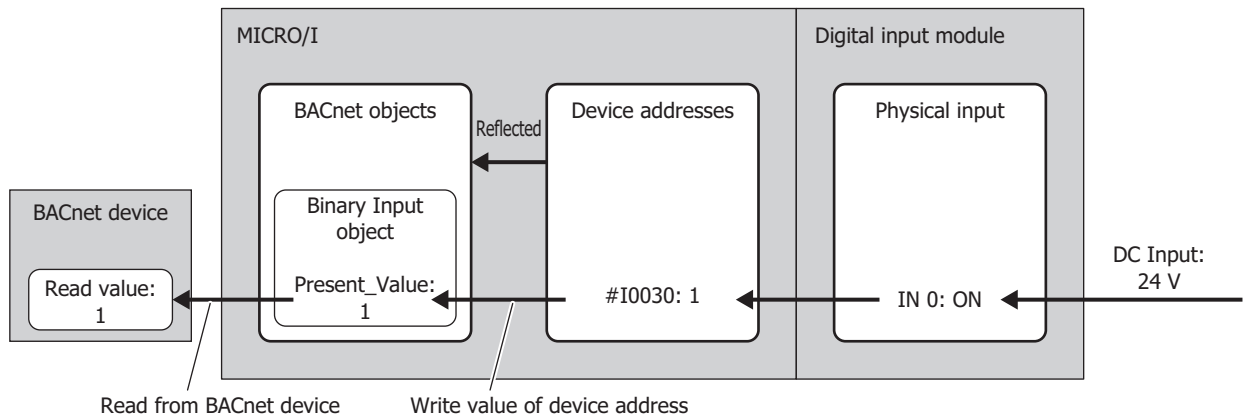 MICRO/I
Digital input module
BACnet objects
Device addresses
Physical input
Reflected
BACnet device
Binary Input
object
DC Input:
24 V
Read value:
1
Present_Value:
1
#I0030: 1
IN 0: ON
Read from BACnet device
Write value of device address